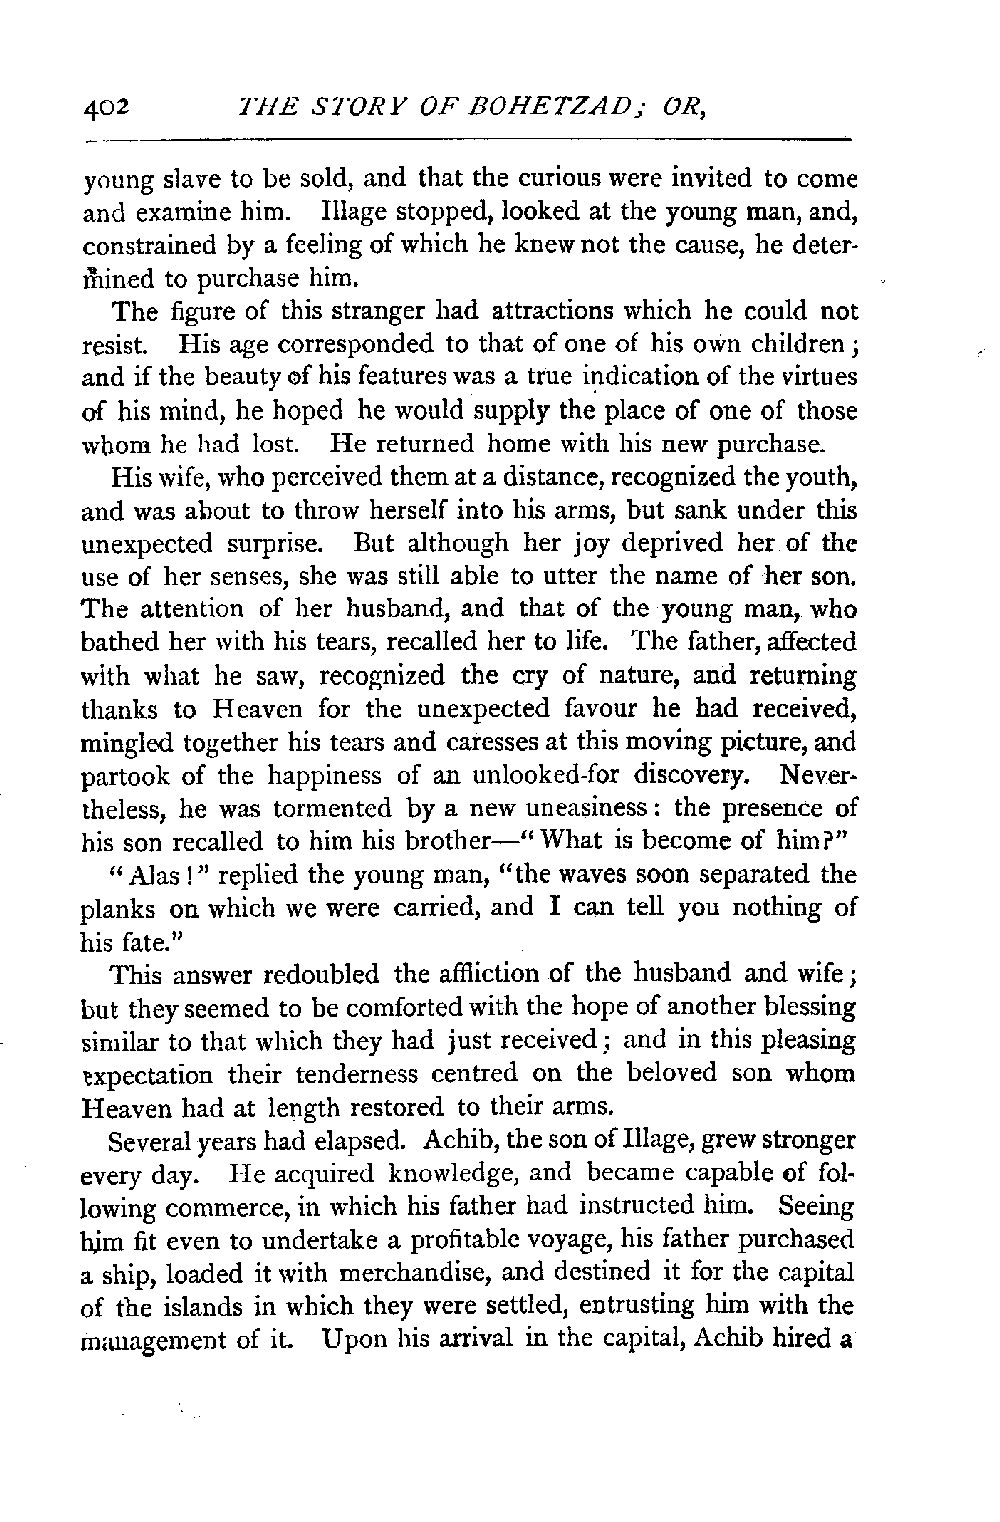 402 THE STORY OF BOHETZAD; OR,
young slave to be sold, and that the curious were invited to come
and examine him. Illage stopped, looked at the young man, and,
constrained by a feeling of which he knew not the cause, he deter-
mined to purchase him.
The figure of this stranger had attractions which he could not
resist. His age corresponded to that of one of his own children;
and if the beauty of his features was a true indication of the virtues
of his mind, he hoped he would supply the place of one of those
whom he had lost. He returned home with his new purchase.
His wife, who perceived them at a distance, recognized the youth,
and was about to throw herself into his arms, but sank under this
unexpected surprise. But although her joy deprived her of the
use of her senses, she was still able to utter the name of her son.
The attention of her husband, and that of the young man, who
bathed her with his tears, recalled her to life. The father, affected
with what he saw, recognized the cry of nature, and returning
thanks to Heaven for the unexpected favour he had received,
mingled together his tears and caresses at this moving picture, and
partook of the happiness of an unlooked-for discovery. Never-
theless, he was tormented by a new uneasiness: the presence of
his son recalled to him his brother—"What is become of him?"
"Alas!" replied the young man, "the waves soon separated the
planks on which we were carried, and I can tell you nothing of
his fate."
This answer redoubled the affliction of the husband and wife;
but they seemed to be comforted with the hope of another blessing
similar to that which they had just received; and in this pleasing
expectation their tenderness centred on the beloved son whom
Heaven had at length restored to their arms.
Several years had elapsed. Achib, the son of Illage, grew stronger
every day. He acquired knowledge, and became capable of fol-
lowing commerce, in which his father had instructed him. Seeing
him fit even to undertake a profitable voyage, his father purchased
a ship, loaded it with merchandise, and destined it for the capital
of the islands in which they were settled, entrusting him with the
management of it. Upon his arrival in the capital, Achib hired a